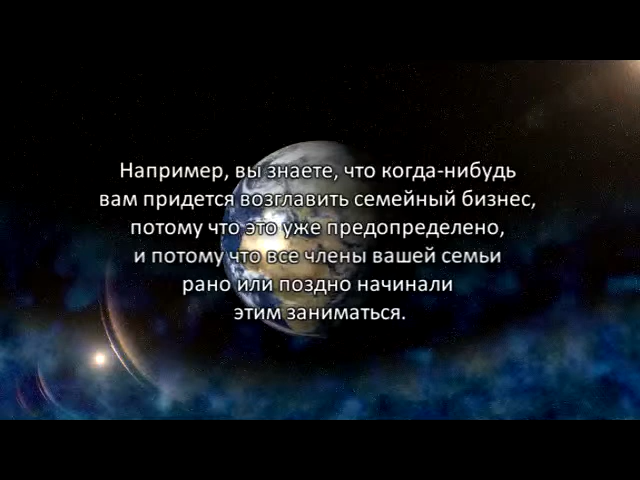 Например, вы знаете, что когда-нибудь
вам придется возглавить семейный бизнес,
потому что это уже предопределено,
и потому что все члены вашей семьи
рано или поздно начинали
этим заниматься.